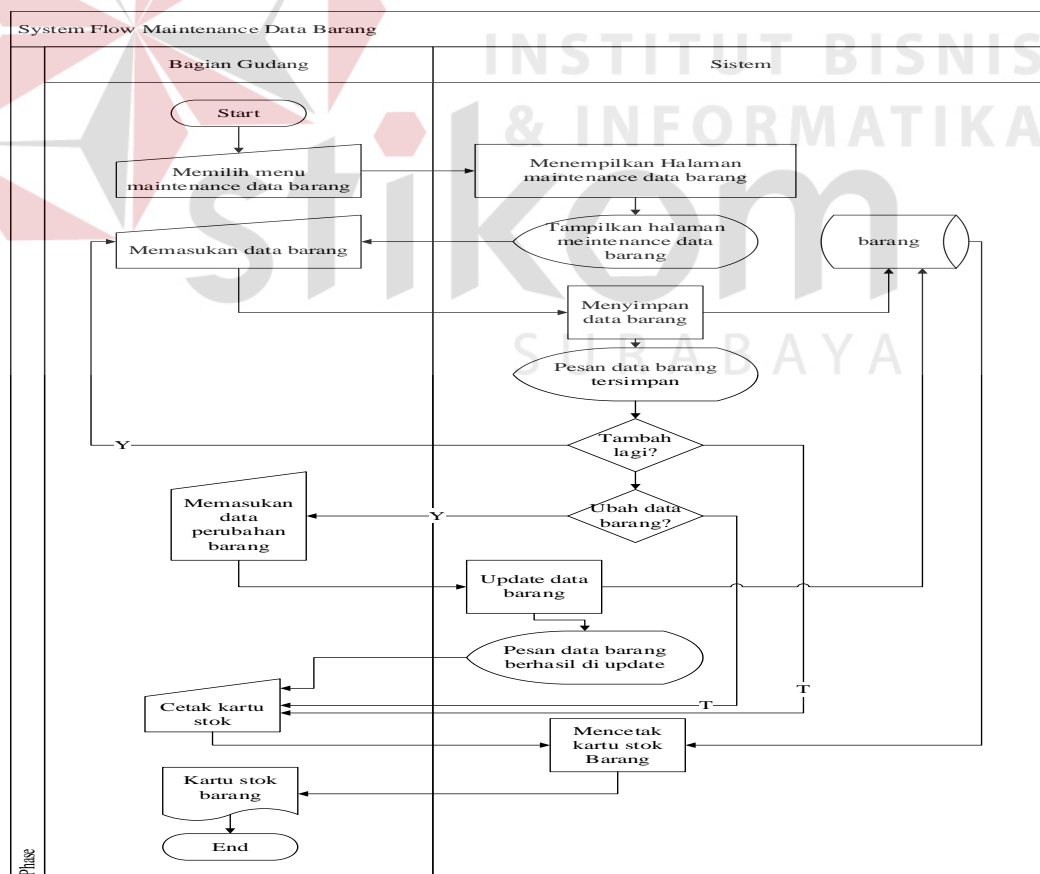 System Flow Maintenance Data Barang
INSTITUT BISNIS
& INFORMATIKA
stikom
SURABAYA
Bagian Gudang
Sistem
Start
Memilih menu
maintenance data barang
Menempilkan Halaman
maintenance data barang
Memasukan data barang
Tampilkan halaman
meintenance data
barang
barang
Menyimpan
data barang
Pesan data barang
tersimpan
Tambah
lagi?
Y
Memasukan
data
perubahan
barang
Y
Ubah data
barang?
Update data
barang
Pesan data barang
berhasil di update
T
T
Cetak kartu
stok
Mencetak
kartu stok
Barang
Kartu stok
barang
End
Phase